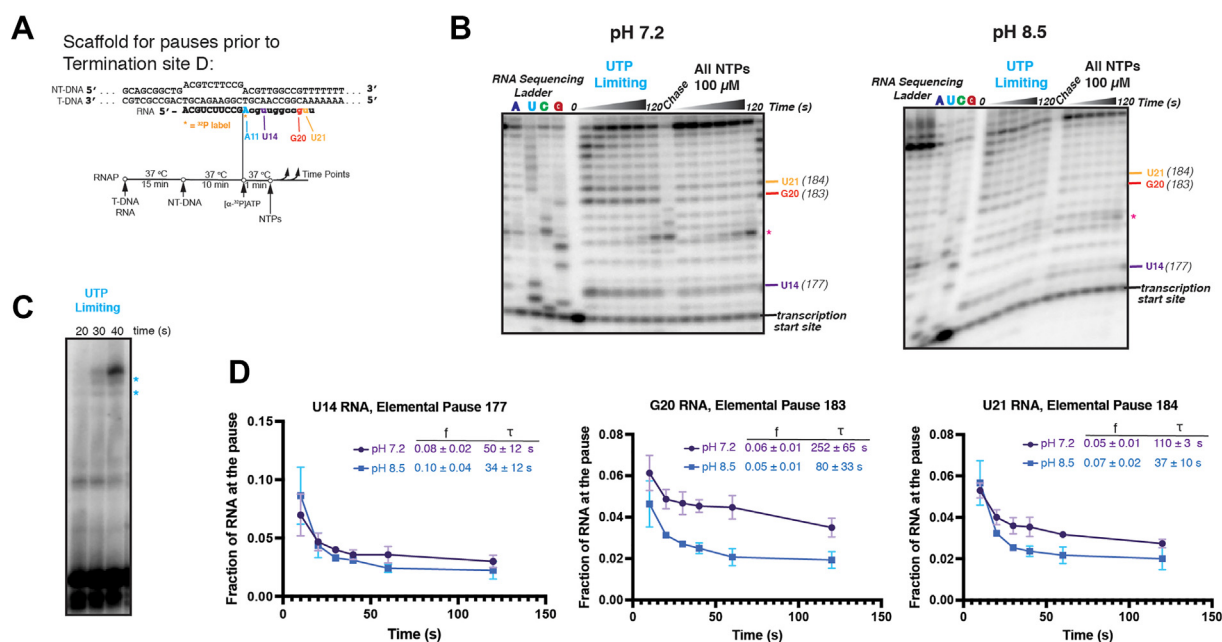 A
Scaffold for pauses prior to
Termination site D:
ACGTCTTCCG
NT-DNA 5′ - GCAGCGGCTG ACGTTGGCCGTTTTTTT... 3′
T-DNA 3′ - CGTCGCCGACTGCAGAAGGCTGCAACCGGCAAAAAAA... 5′
RNA 5′ - ACGUCUUCCGA
* = ³²P label
A11 U14 G20 U21
37 ºC 37 ºC 37 ºC
RNAP 15 min 10 min 1 min Time Points
T-DNA
RNA
NT-DNA
[α-³²P]ATP
NTPs
B
pH 7.2
RNA Sequencing
Ladder
A U C G
UTP
Limiting
0 120
Chase
All NTPs
100 µM
120 Time (s)
U21 (184)
G20 (183)
*
U14 (177)
transcription
start site
pH 8.5
RNA Sequencing
Ladder
A U C G
UTP
Limiting
0 120
Chase
All NTPs
100 µM
120 Time (s)
U21 (184)
G20 (183)
*
U14 (177)
transcription
start site
C
UTP
Limiting
20 30 40 time (s)
*
*
D
U14 RNA, Elemental Pause 177
f τ
pH 7.2 0.08 ± 0.02 50 ± 12 s
pH 8.5 0.10 ± 0.04 34 ± 12 s
Fraction of RNA at the pause
0.15
0.10
0.05
0.00
0 50 100 150
Time (s)
G20 RNA, Elemental Pause 183
f τ
pH 7.2 0.06 ± 0.01 252 ± 65 s
pH 8.5 0.05 ± 0.01 80 ± 33 s
Fraction of RNA at the pause
0.08
0.06
0.04
0.02
0.00
0 50 100 150
Time (s)
U21 RNA, Elemental Pause 184
f τ
pH 7.2 0.05 ± 0.01 110 ± 3 s
pH 8.5 0.07 ± 0.02 37 ± 10 s
Fraction of RNA at the pause
0.08
0.06
0.04
0.02
0.00
0 50 100 150
Time (s)